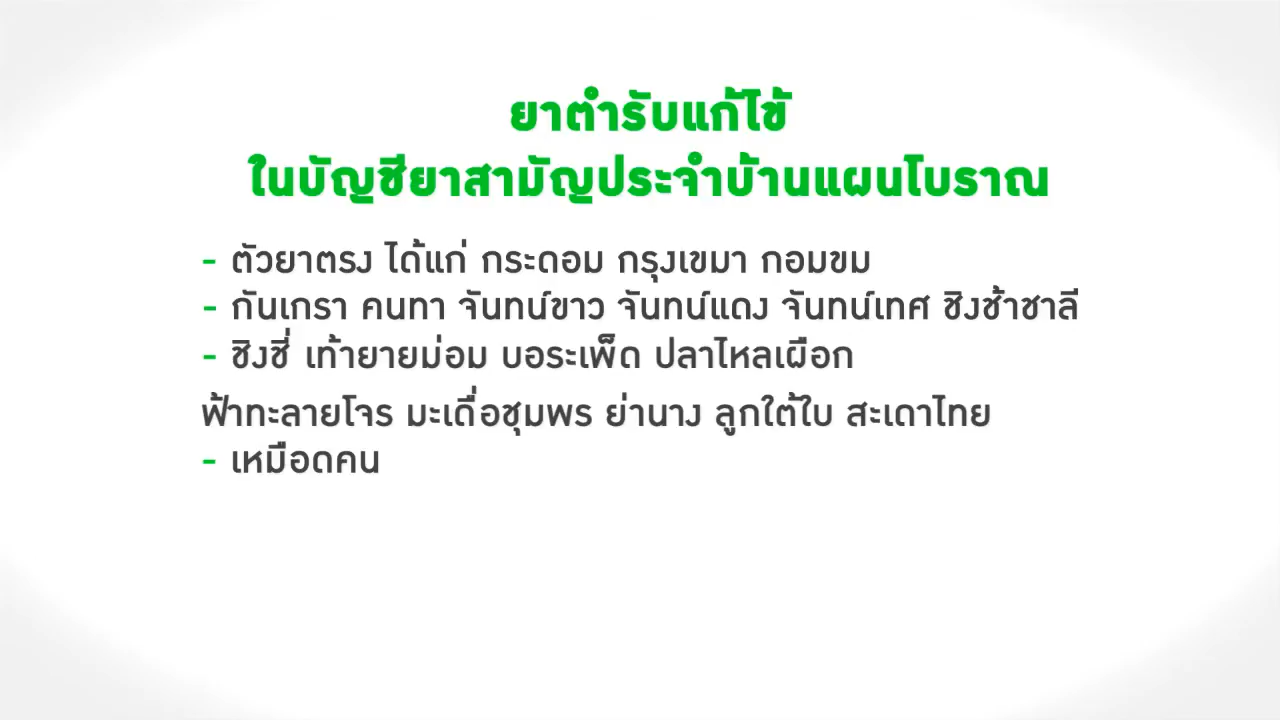 ยาตำรับแก้ไข้
ในบัญชียาสามัญประจำบ้านแผนโบราณ
- ตัวยาตรง ได้แก่ กระดอม กรุงเขมา กอมขม
- กันเกรา คนทา จันทน์ขาว จันทน์แดง จันทน์เทศ ชิงช้าชาลี
- ชิงชี่ เท้ายายม่อม บอระเพ็ด ปลาไหลเผือก
ฟ้าทะลายโจร มะเดื่อชุมพร ย่านาง ลูกใต้ใบ สะเดาไทย
- เหมือดคน